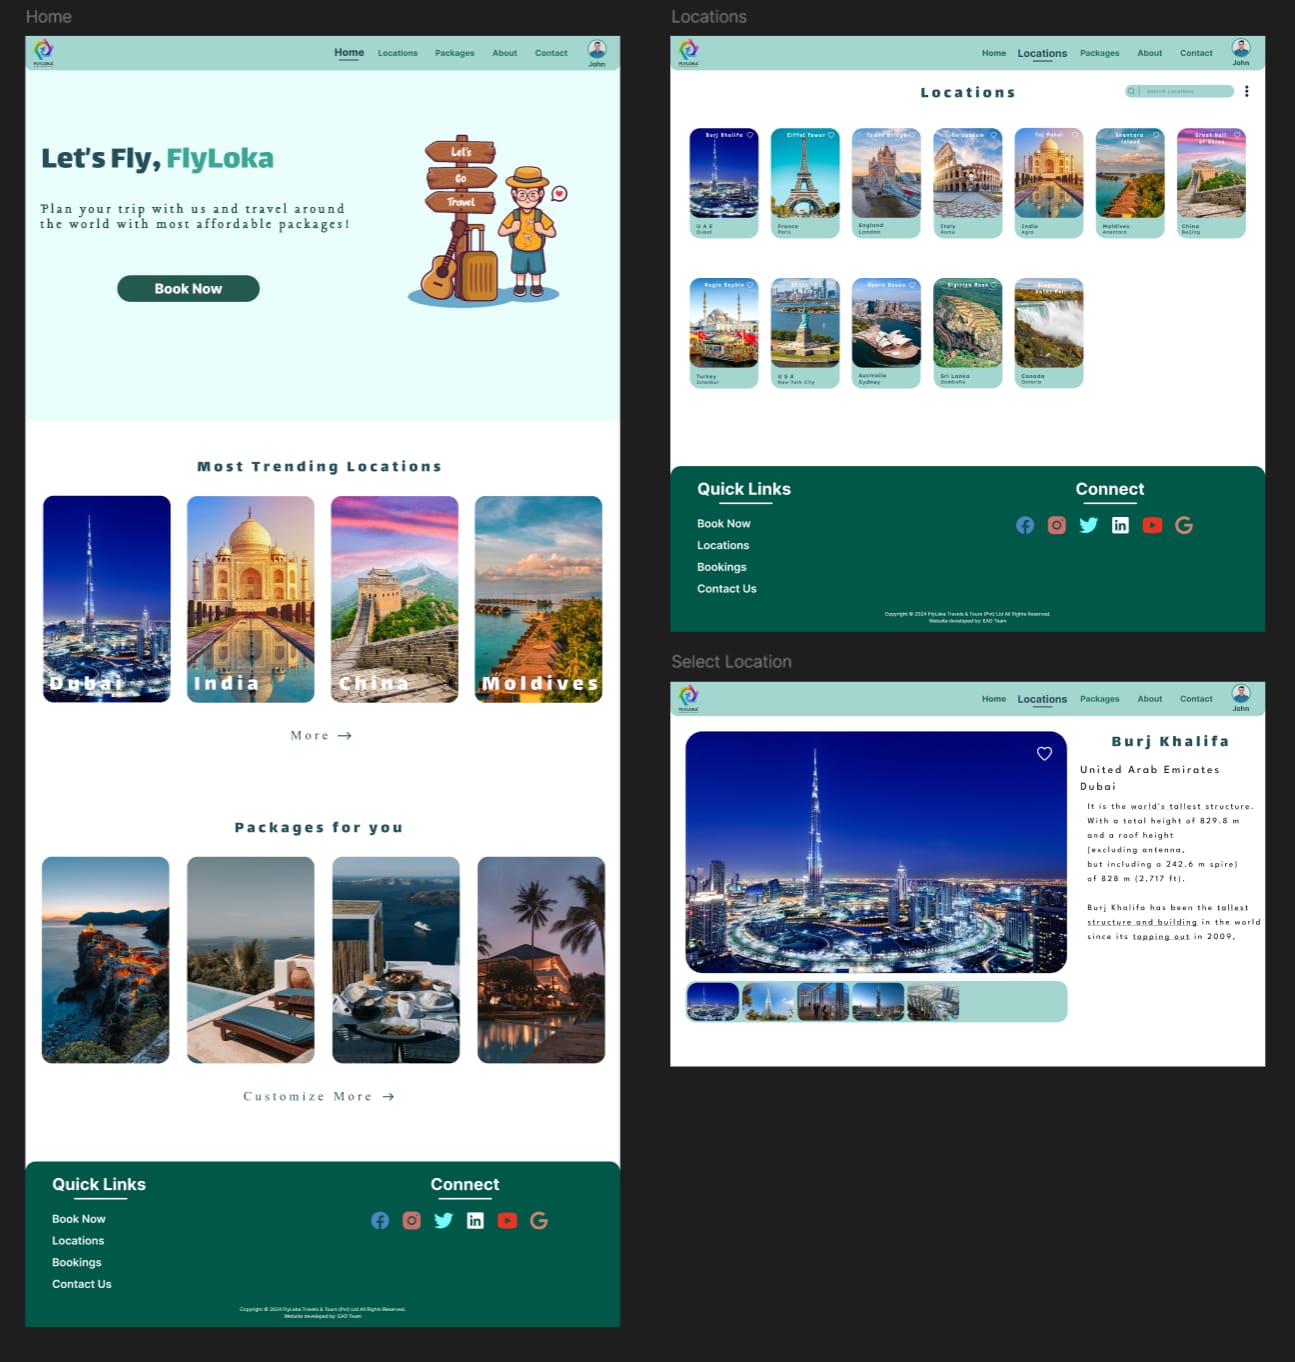 Home
FLYLOKA
Home Locations Packages About Contact
John
Let's Fly, FlyLoka
Plan your trip with us and travel around
the world with most affordable packages!
Book Now
Let's
Go
Travel
Most Trending Locations
Dubai India China Moldives
More →
Packages for you
Customize More →
Quick Links
Book Now
Locations
Bookings
Contact Us
Connect
Copyright © 2024 FlyLoka Travels & Tours (Pvt) Ltd All Rights Reserved.
Website developed by: EAD Team
Locations
FLYLOKA
Home Locations Packages About Contact
John
Locations
Search Locations
Burj Khalifa
U A E
Dubai
Eiffel Tower
France
Paris
Tower Bridge
England
London
Colosseum
Italy
Rome
Taj Mahal
India
Agra
Anantara
Island
Maldives
Anantara
Great Wall
of China
China
Beijing
Hagia Sophia
Turkey
Istanbul
U S A
New York City
Opera House
Australia
Sydney
Sigiriya Rock
Sri Lanka
Dambulla
Niagara
Canada
Ontario
Quick Links
Book Now
Locations
Bookings
Contact Us
Connect
Copyright © 2024 FlyLoka Travels & Tours (Pvt) Ltd All Rights Reserved.
Website developed by: EAD Team
Select Location
FLYLOKA
Home Locations Packages About Contact
John
Burj Khalifa
United Arab Emirates
Dubai
It is the world's tallest structure.
With a total height of 829.8 m
and a roof height
(excluding antenna,
but including a 242.6 m spire)
of 828 m (2,717 ft).
Burj Khalifa has been the tallest
structure and building in the world
since its topping out in 2009,